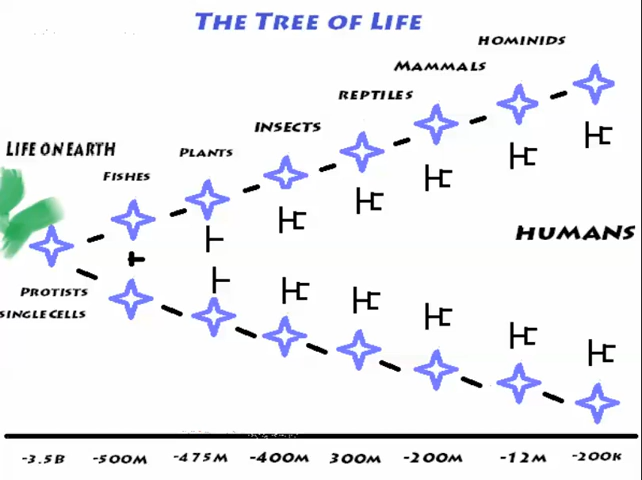 THE TREE OF LIFE
HOMINIDS
MAMMALS
REPTILES
INSECTS
PLANTS
LIFE ON EARTH
FISHES
HUMANS
PROTISTS
SINGLE CELLS
-3.5B -500M -475M -400M 300M -200M -12M -200K